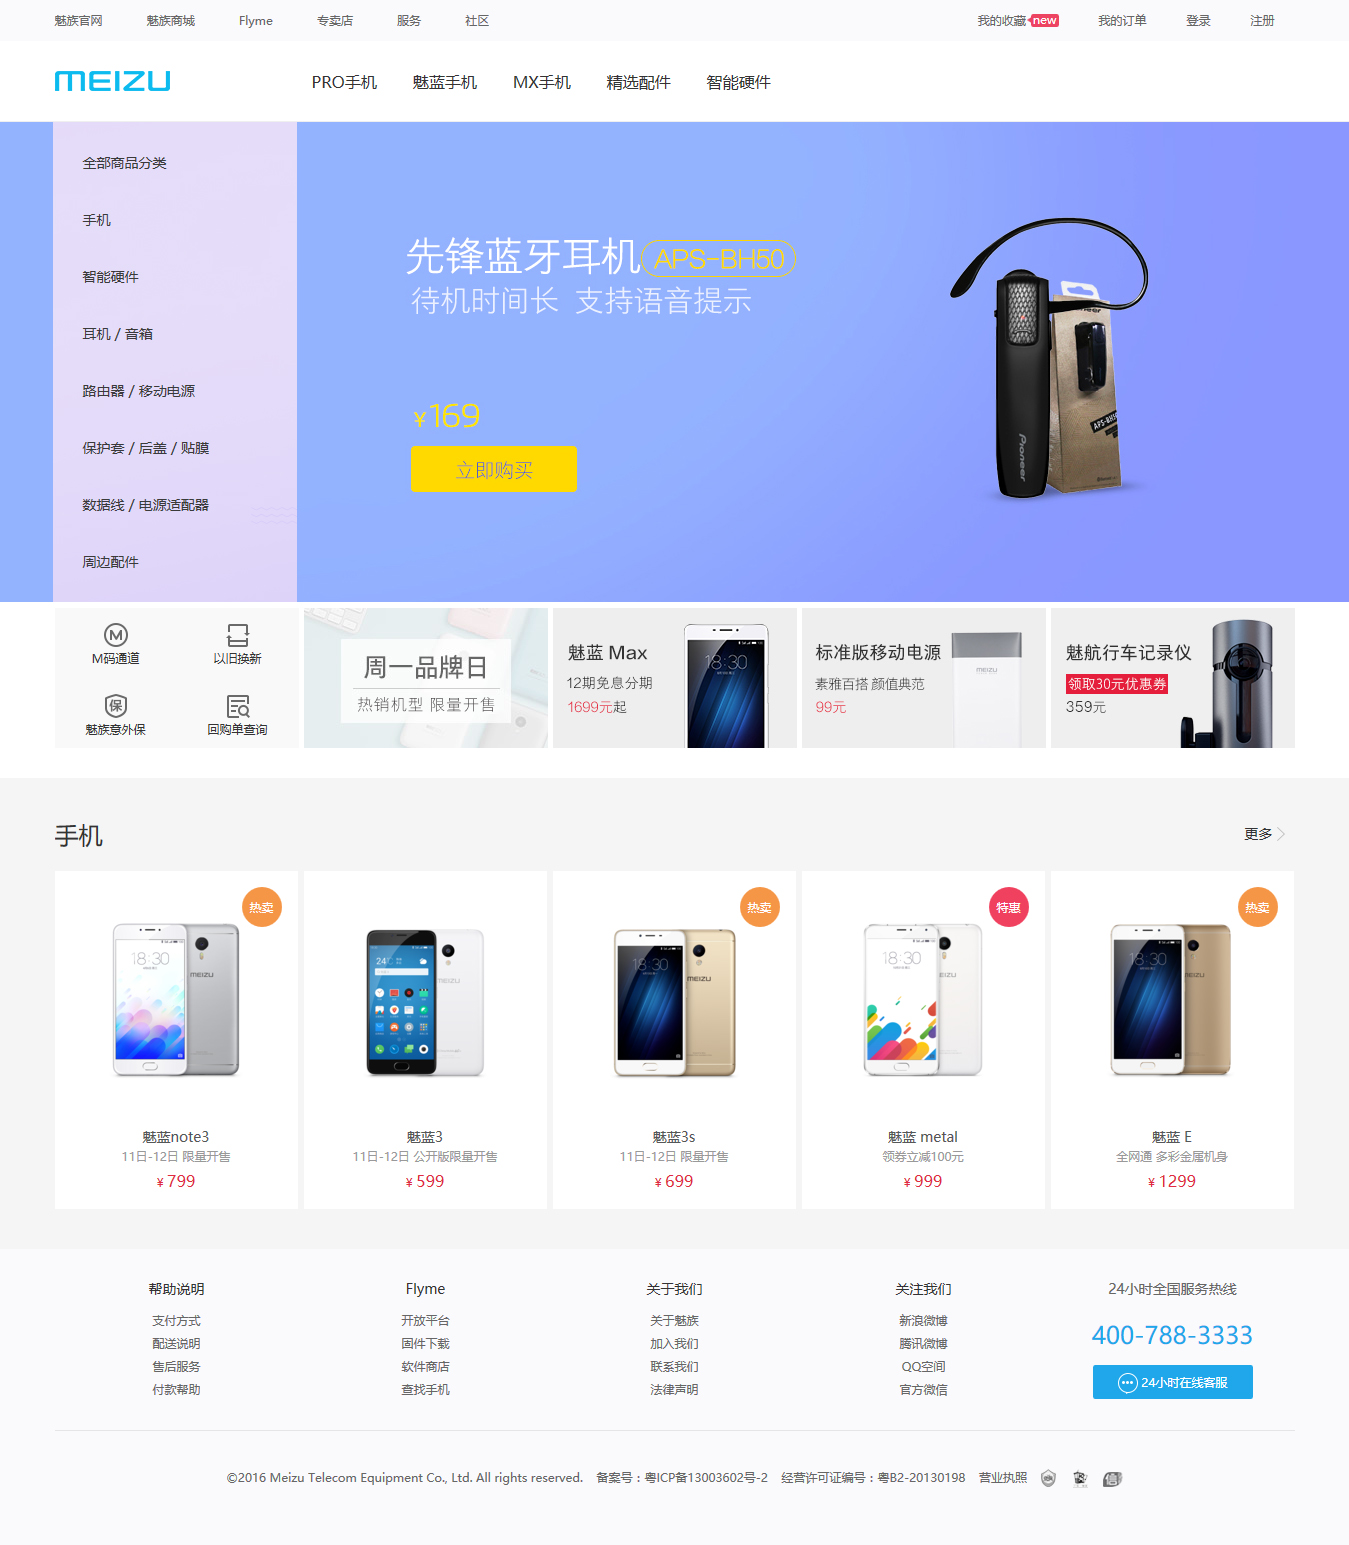 魅族官网 魅族商城 Flyme 专卖店 服务 社区 我的收藏 new 我的订单 登录 注册
MEIZU PRO手机 魅蓝手机 MX手机 精选配件 智能硬件
全部商品分类
手机
智能硬件
耳机 / 音箱
路由器 / 移动电源
保护套 / 后盖 / 贴膜
数据线 / 电源适配器
周边配件
先锋蓝牙耳机 APS-BH50
待机时间长 支持语音提示
¥169
立即购买
Pioneer
M码通道 以旧换新
魅族意外保 回购单查询
周一品牌日
热销机型 限量开售
魅蓝 Max
12期免息分期
1699元起
标准版移动电源
素雅百搭 颜值典范
99元
MEIZU
魅航行车记录仪
领取30元优惠券
359元
手机 更多
热卖 热卖 特惠 热卖
魅蓝note3
11日-12日 限量开售
¥ 799
魅蓝3
11日-12日 公开版限量开售
¥ 599
魅蓝3s
11日-12日 限量开售
¥ 699
魅蓝 metal
领券立减100元
¥ 999
魅蓝 E
全网通 多彩金属机身
¥ 1299
帮助说明
支付方式
配送说明
售后服务
付款帮助
Flyme
开放平台
固件下载
软件商店
查找手机
关于我们
关于魅族
加入我们
联系我们
法律声明
关注我们
新浪微博
腾讯微博
QQ空间
官方微信
24小时全国服务热线
400-788-3333
24小时在线客服
©2016 Meizu Telecom Equipment Co., Ltd. All rights reserved. 备案号：粤ICP备13003602号-2 经营许可证编号：粤B2-20130198 营业执照